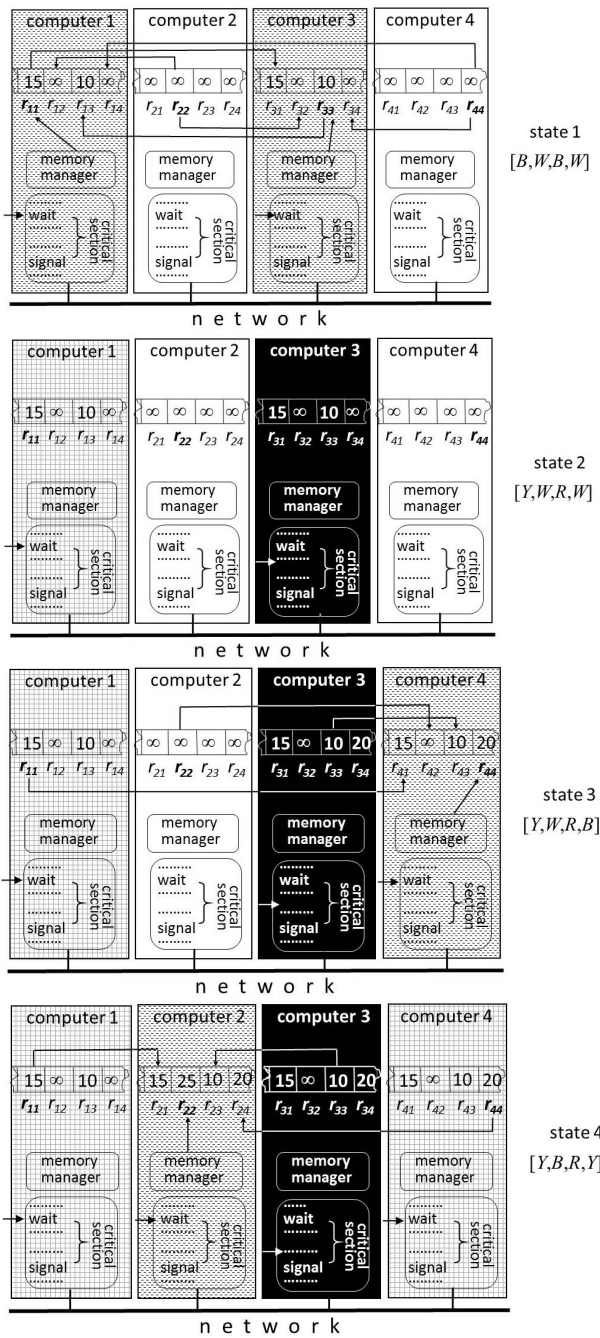 computer 1 computer 2 computer 3 computer 4
15 ∞ 10 ∞ ∞ ∞ ∞ ∞ 15 ∞ 10 ∞ ∞ ∞ ∞ ∞
r11 r12 r13 r14 r21 r22 r23 r24 r31 r32 r33 r34 r41 r42 r43 r44
state 1
[B,W,B,W]
memory manager memory manager memory manager memory manager
wait wait wait wait
critical section critical section critical section critical section
signal signal signal signal
network
computer 1 computer 2 computer 3 computer 4
15 ∞ 10 ∞ ∞ ∞ ∞ ∞ 15 ∞ 10 ∞ ∞ ∞ ∞ ∞
r11 r12 r13 r14 r21 r22 r23 r24 r31 r32 r33 r34 r41 r42 r43 r44
state 2
[Y,W,R,W]
memory manager memory manager memory manager memory manager
wait wait wait wait
critical section critical section critical section critical section
signal signal signal signal
network
computer 1 computer 2 computer 3 computer 4
15 ∞ 10 ∞ ∞ ∞ ∞ ∞ 15 ∞ 10 20 15 ∞ 10 20
r11 r12 r13 r14 r21 r22 r23 r24 r31 r32 r33 r34 r41 r42 r43 r44
state 3
[Y,W,R,B]
memory manager memory manager memory manager memory manager
wait wait wait wait
critical section critical section critical section critical section
signal signal signal signal
network
computer 1 computer 2 computer 3 computer 4
15 ∞ 10 ∞ 15 25 10 20 15 ∞ 10 20 15 ∞ 10 20
r11 r12 r13 r14 r21 r22 r23 r24 r31 r32 r33 r34 r41 r42 r43 r44
state 4
[Y,B,R,Y]
memory manager memory manager memory manager memory manager
wait wait wait wait
critical section critical section critical section critical section
signal signal signal signal
network